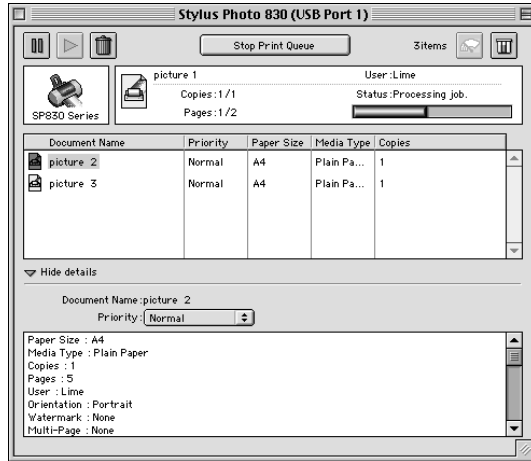 Stylus Photo 830 (USB Port 1)
Stop Print Queue
3items
SP830 Series
picture 1 User:Lime
Copies:1/1 Status:Processing job.
Pages:1/2
Document Name Priority Paper Size Media Type Copies
picture 2 Normal A4 Plain Pa... 1
picture 3 Normal A4 Plain Pa... 1
Hide details
Document Name:picture 2
Priority: Normal
Paper Size : A4
Media Type : Plain Paper
Copies : 1
Pages : 5
User : Lime
Orientation : Portrait
Watermark : None
Multi-Page : None